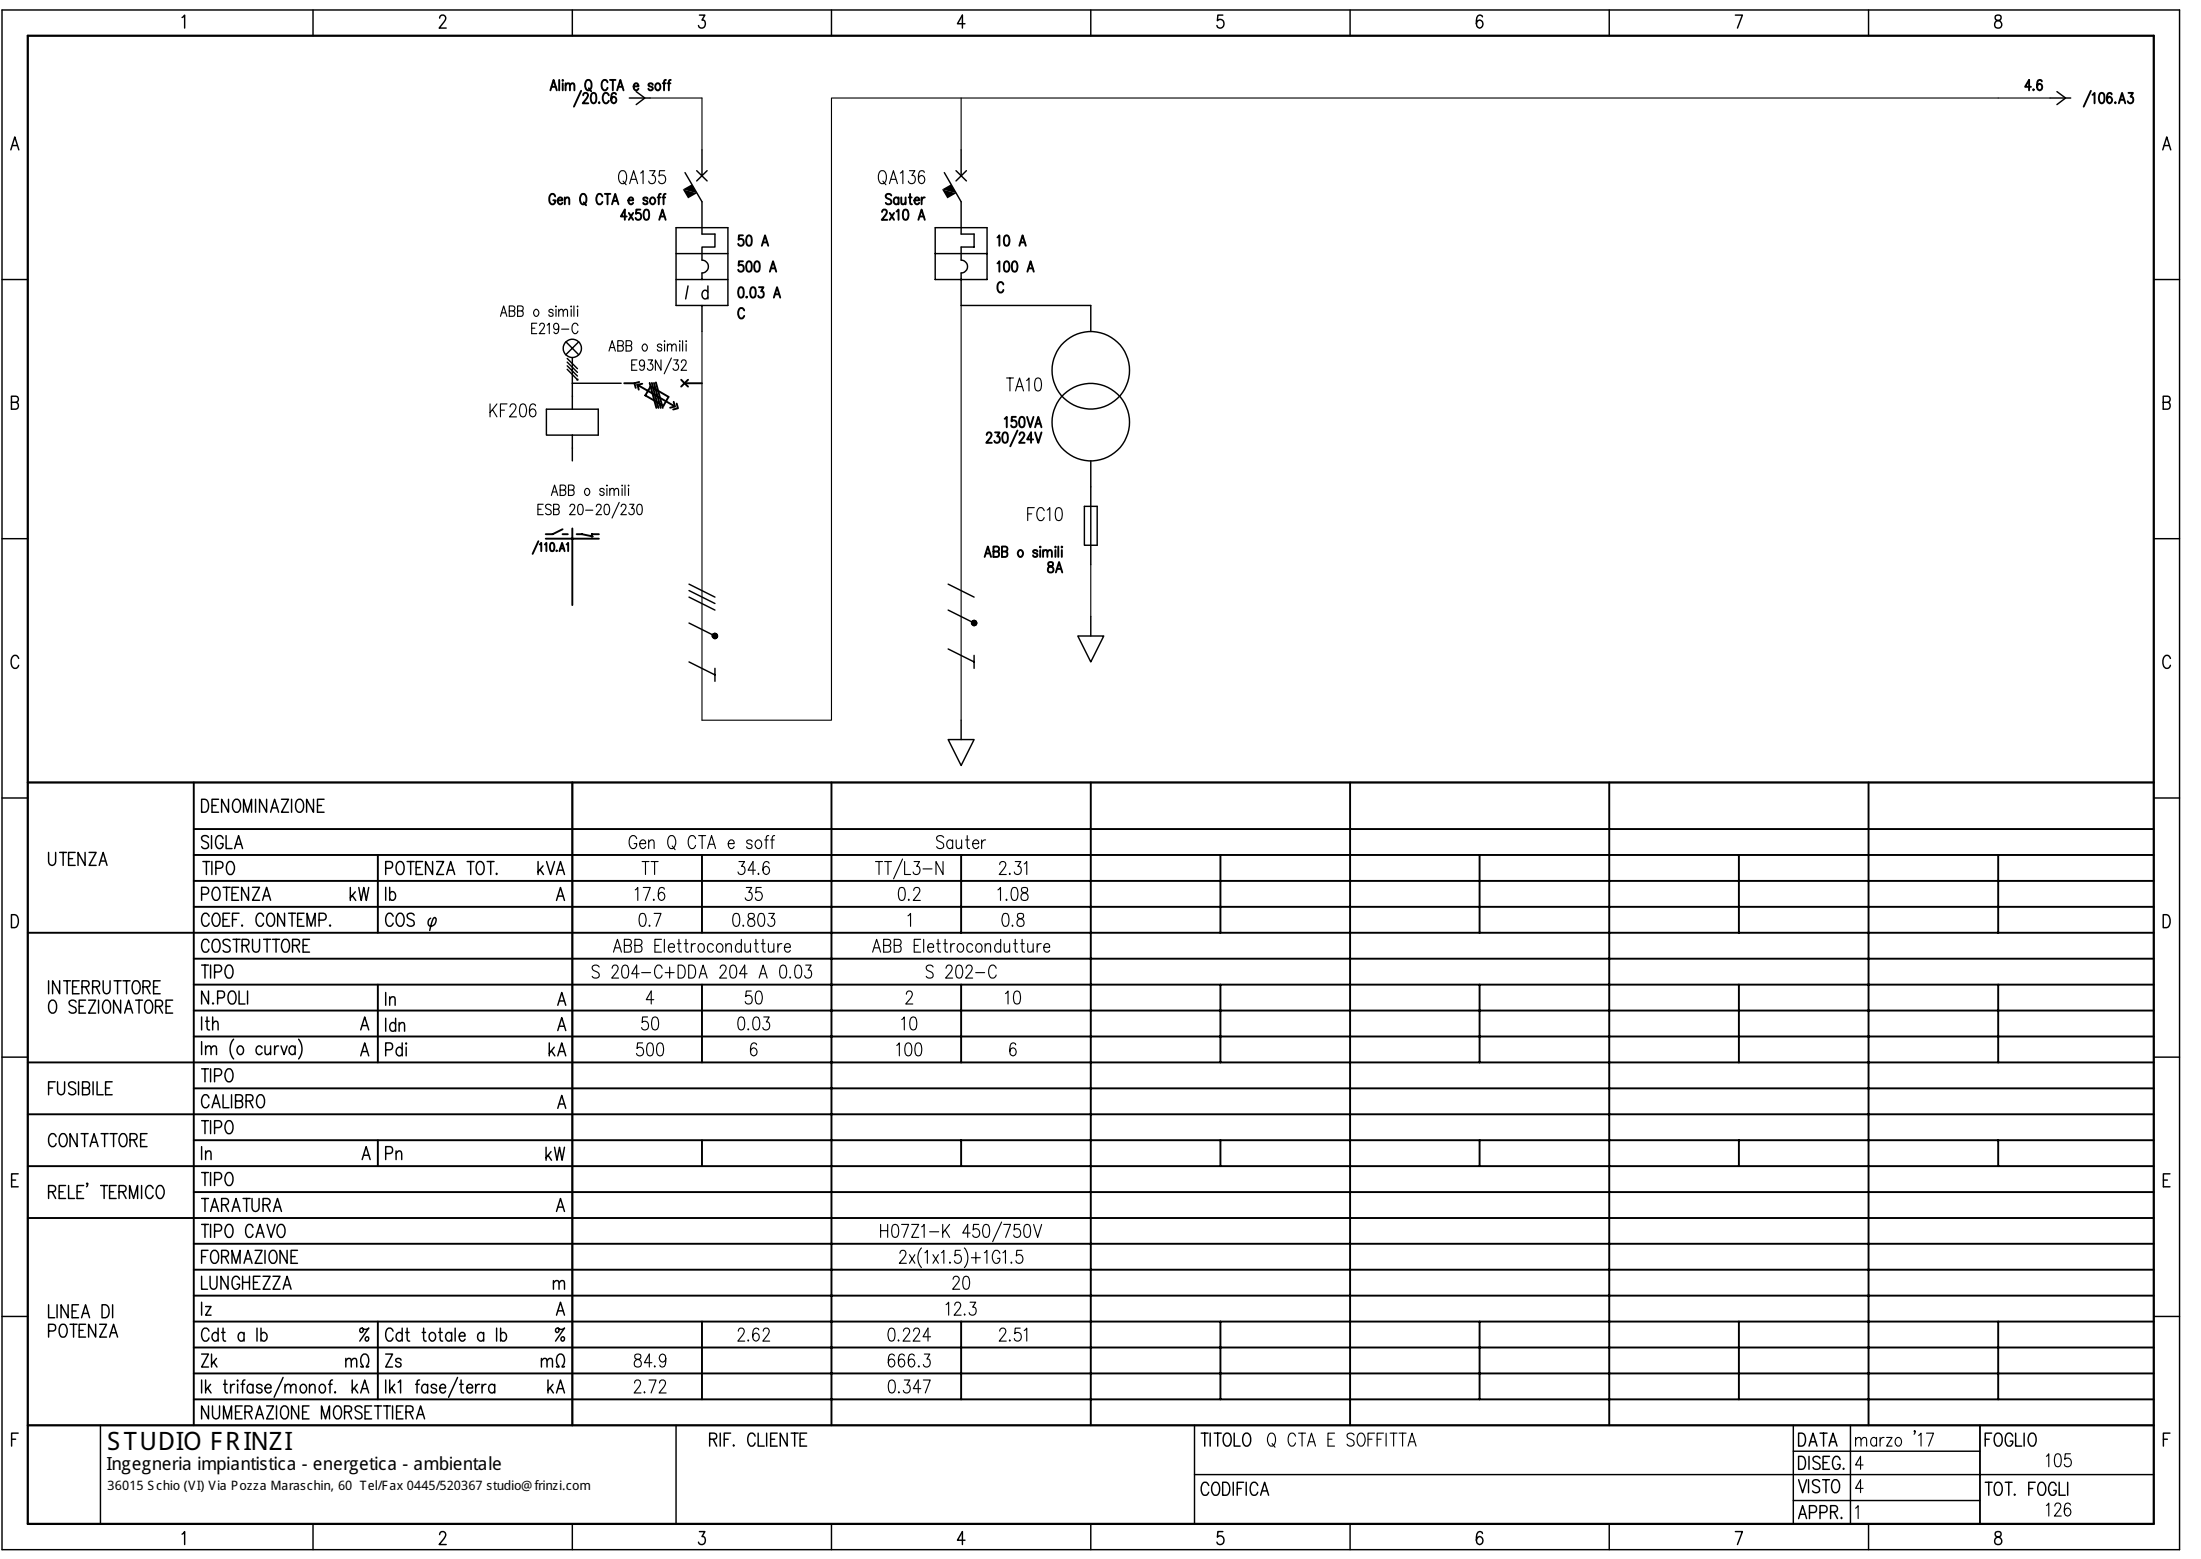 1 2 3 4 5 6 7 8
Alim Q CTA e soff
/20.C6
4.6
/106.A3
A
A
QA135
Gen Q CTA e soff
4x50 A
50 A
500 A
I d
0.03 A
C
QA136
Sauter
2x10 A
10 A
100 A
C
ABB o simili
E219-C
ABB o simili
E93N/32
B
B
KF206
TA10
150VA
230/24V
ABB o simili
ESB 20-20/230
/110.A1
FC10
ABB o simili
8A
C
C
UTENZA
DENOMINAZIONE
SIGLA Gen Q CTA e soff Sauter
TIPO POTENZA TOT. kVA TT 34.6 TT/L3-N 2.31
POTENZA kW Ib A 17.6 35 0.2 1.08
COEF. CONTEMP. COS φ 0.7 0.803 1 0.8
D
D
INTERRUTTORE
O SEZIONATORE
COSTRUTTORE ABB Elettrocondutture ABB Elettrocondutture
TIPO S 204-C+DDA 204 A 0.03 S 202-C
N.POLI In A 4 50 2 10
Ith A Idn A 50 0.03 10
Im (o curva) A Pdi kA 500 6 100 6
FUSIBILE
TIPO
CALIBRO A
CONTATTORE
TIPO
In A Pn kW
E
E
RELE' TERMICO
TIPO
TARATURA A
LINEA DI
POTENZA
TIPO CAVO H07Z1-K 450/750V
FORMAZIONE 2x(1x1.5)+1G1.5
LUNGHEZZA m 20
Iz A 12.3
Cdt a Ib % Cdt totale a Ib % 2.62 0.224 2.51
Zk mΩ Zs mΩ 84.9 666.3
Ik trifase/monof. kA Ik1 fase/terra kA 2.72 0.347
NUMERAZIONE MORSETTIERA
F
F
STUDIO FRINZI
Ingegneria impiantistica - energetica - ambientale
36015 Schio (VI) Via Pozza Maraschin, 60 Tel/Fax 0445/520367 studio@frinzi.com
RIF. CLIENTE
TITOLO Q CTA E SOFFITTA
CODIFICA
DATA marzo '17
DISEG. 4
VISTO 4
APPR. 1
FOGLIO
105
TOT. FOGLI
126
1 2 3 4 5 6 7 8